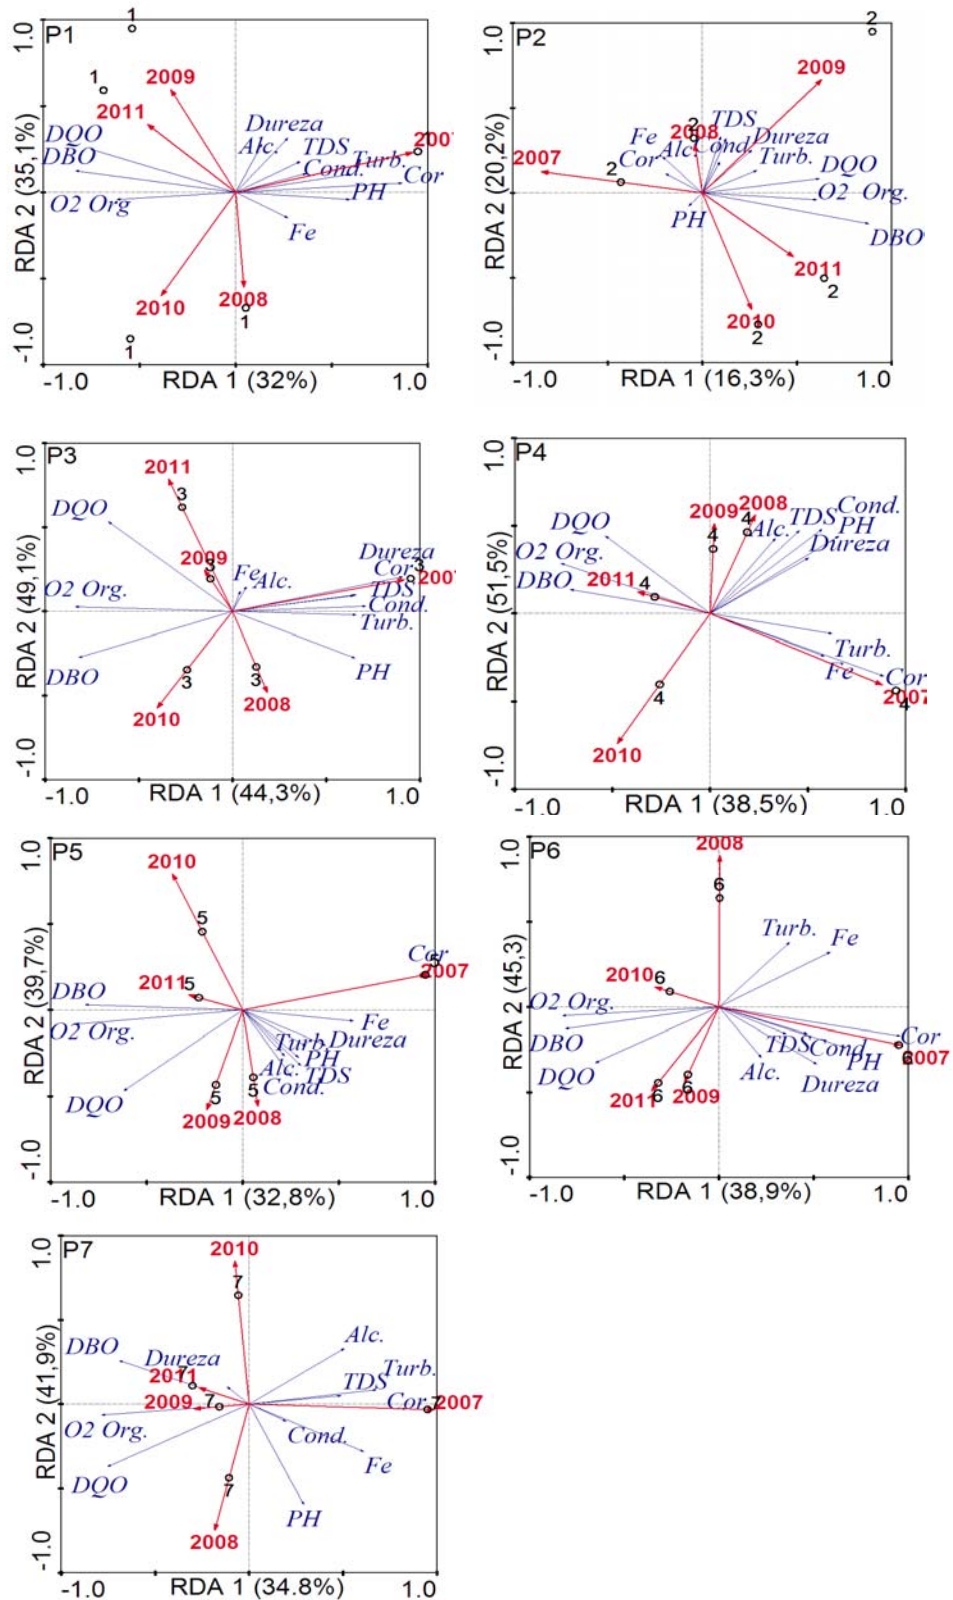 1.0
P1
1
2009
1
2011
Dureza
DQO
Alc.
TDS
200
DBO
Cond.
Turb.
Cor
O2 Org
PH
Fe
2010
2008
1
1
RDA 2 (35,1%)
-1.0
-1.0
RDA 1 (32%)
1.0
1.0
P2
2
2009
2
TDS
Fe
2008
Dureza
2007
Cor
Alc.
Cond.
Turb.
DQO
2
O2 Org.
PH
DBO
2011
2
2010
2
RDA 2 (20,2%)
-1.0
-1.0
RDA 1 (16,3%)
1.0
1.0
P3
2011
3
DQO
2009
3
Dureza
Fe
Alc.
Cor
3
200
O2 Org.
TDS
Cond.
Turb.
DBO
PH
3
3
2010
2008
RDA 2 (49,1%)
-1.0
-1.0
RDA 1 (44,3%)
1.0
1.0
P4
2009
2008
Cond.
DQO
4
4
Alc.
TDS
PH
O2 Org.
Dureza
DBO
2011
4
Turb.
Fe
Cor
2007
4
4
2010
RDA 2 (51,5%)
-1.0
-1.0
RDA 1 (38,5%)
1.0
1.0
P5
2010
5
Cor
5
2007
5
2011
DBO
O2 Org.
Fe
Turb.
Dureza
PH
Alc.
TDS
Cond.
DQO
5
5
2009
2008
RDA 2 (39,7%)
-1.0
-1.0
RDA 1 (32,8%)
1.0
1.0
P6
2008
6
Turb.
Fe
2010
6
O2 Org.
Cor
DBO
TDS
Cond.
PH
2007
6
DQO
Alc.
Dureza
2011
6
6
2009
RDA 2 (45,3)
-1.0
-1.0
RDA 1 (38,9%)
1.0
1.0
P7
2010
7
Alc.
DBO
Dureza
7
2011
Turb.
TDS
2009
7
Cor
7
2007
O2 Org.
Cond.
Fe
DQO
7
PH
2008
RDA 2 (41,9%)
-1.0
-1.0
RDA 1 (34.8%)
1.0